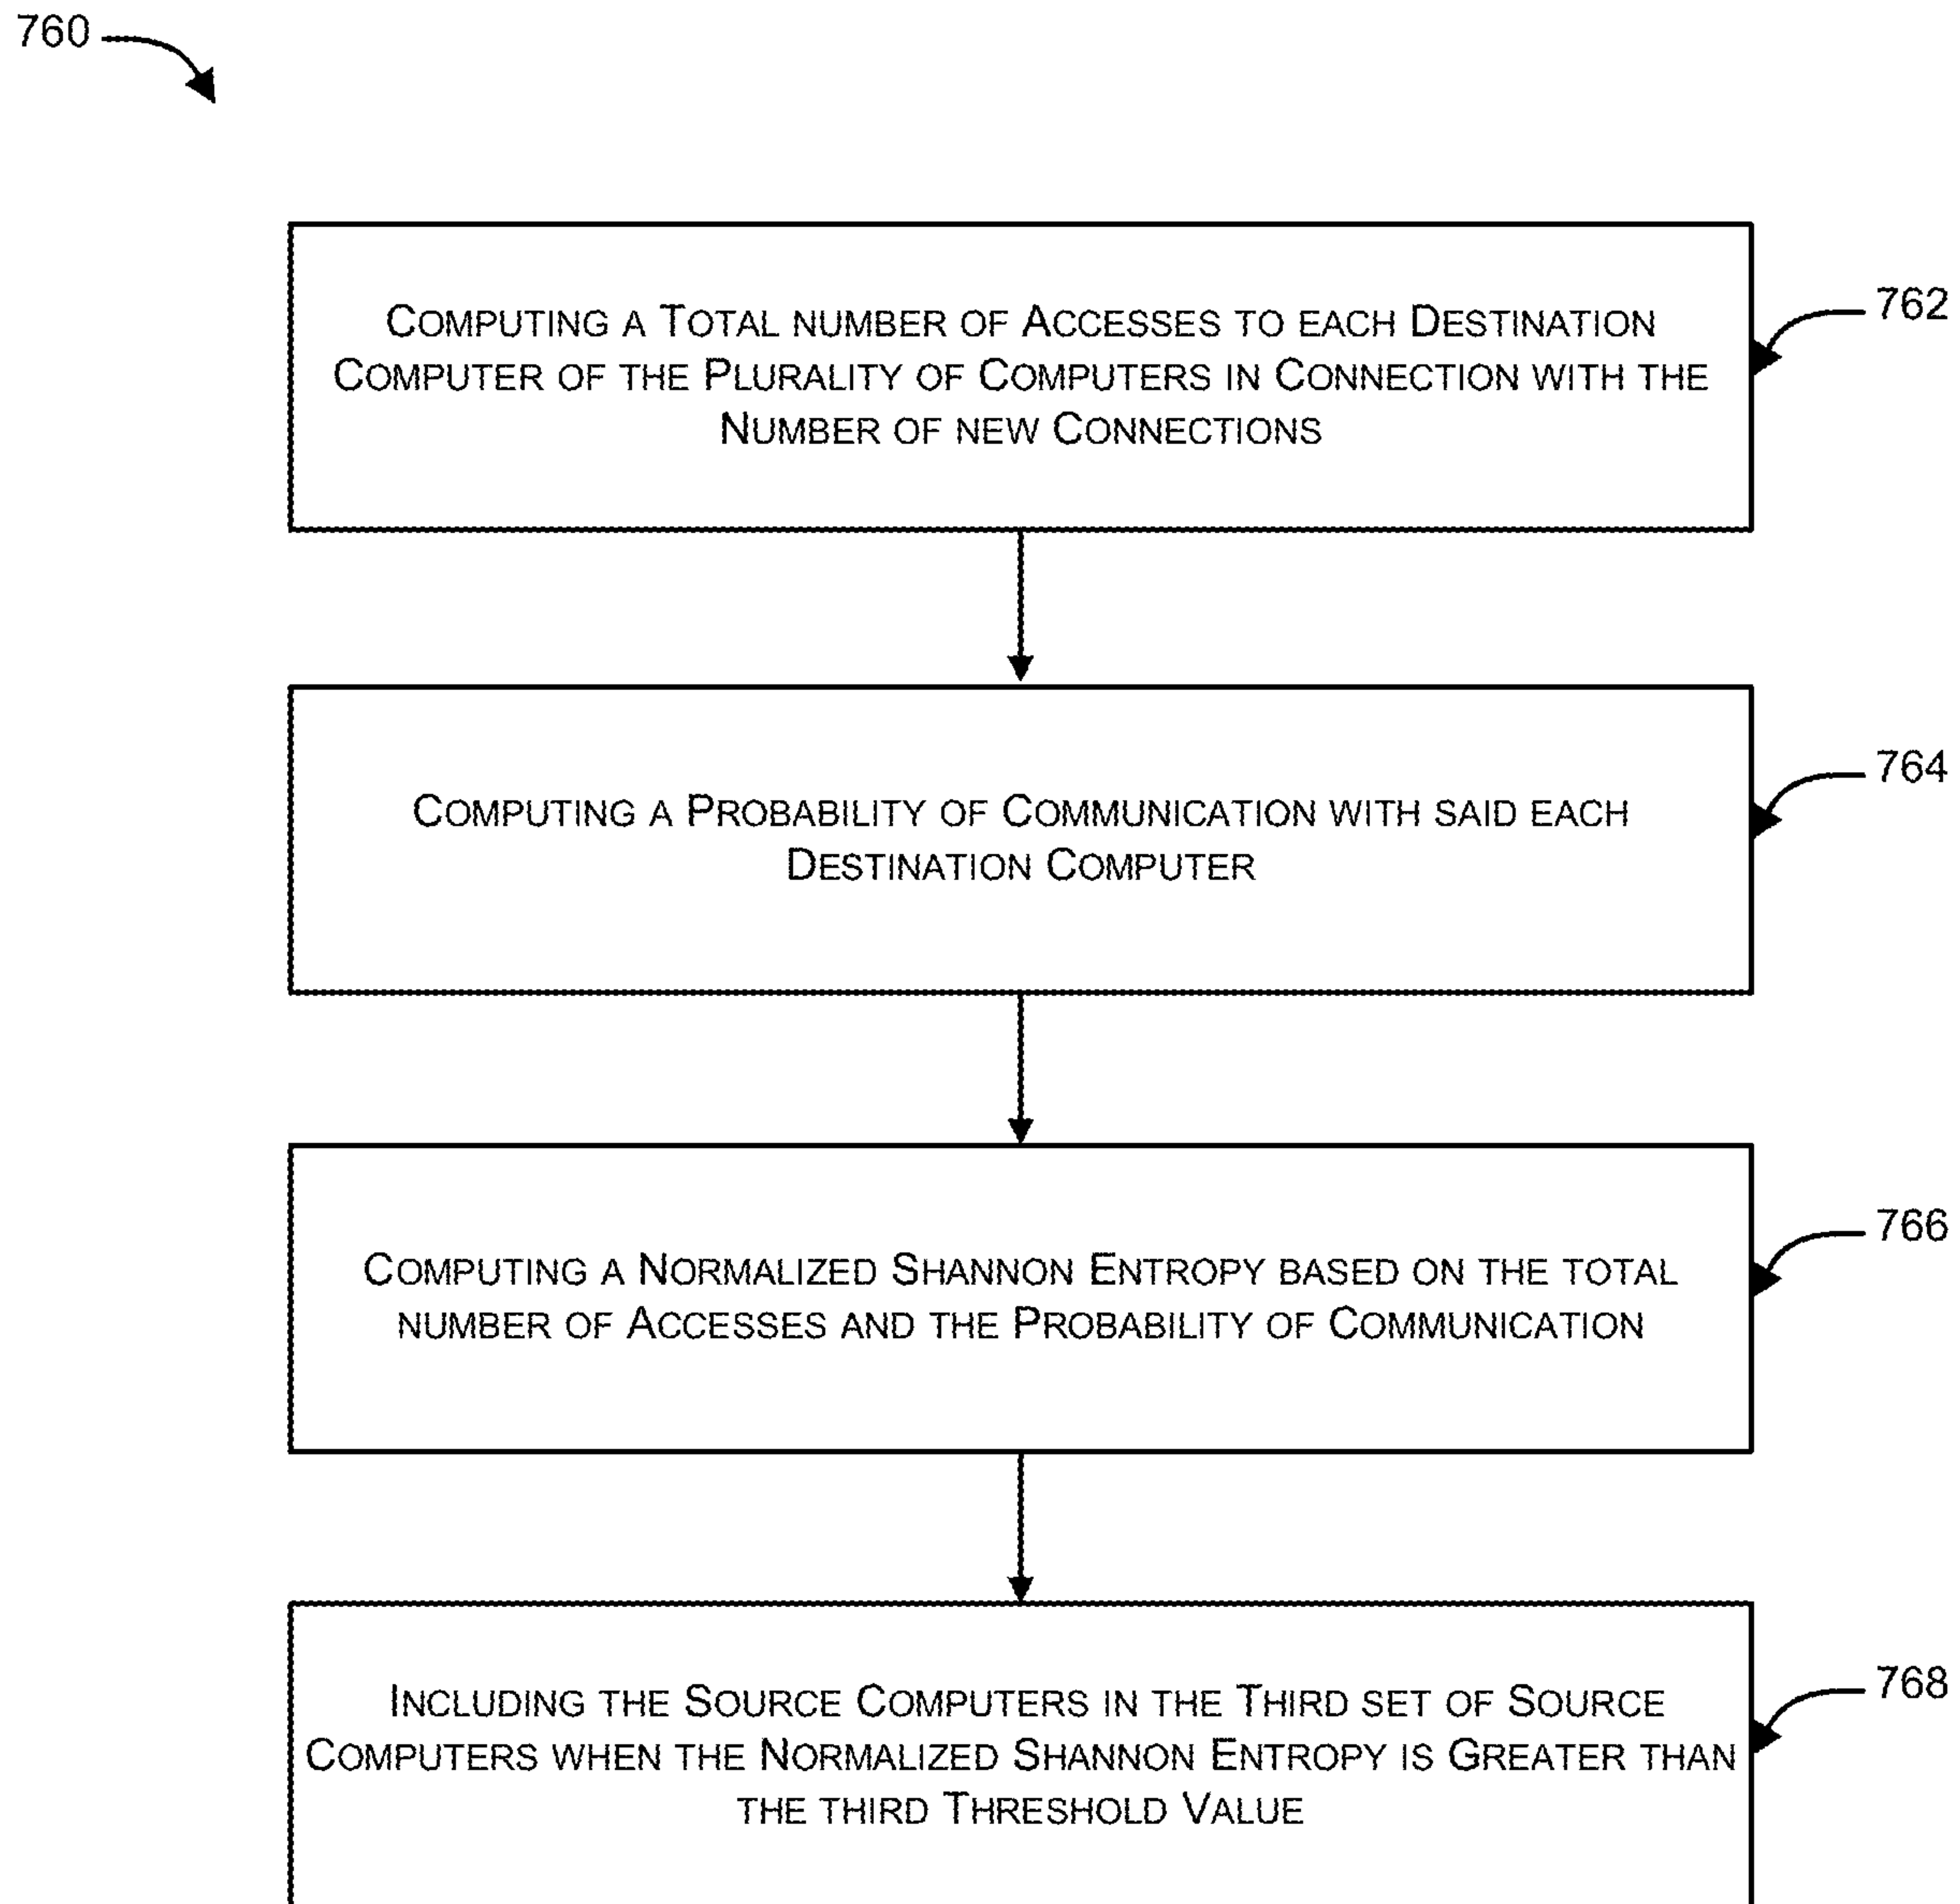 760
COMPUTING A TOTAL NUMBER OF ACCESSES TO EACH DESTINATION
COMPUTER OF THE PLURALITY OF COMPUTERS IN CONNECTION WITH THE
NUMBER OF NEW CONNECTIONS
762
COMPUTING A PROBABILITY OF COMMUNICATION WITH SAID EACH
DESTINATION COMPUTER
764
COMPUTING A NORMALIZED SHANNON ENTROPY BASED ON THE TOTAL
NUMBER OF ACCESSES AND THE PROBABILITY OF COMMUNICATION
766
INCLUDING THE SOURCE COMPUTERS IN THE THIRD SET OF SOURCE
COMPUTERS WHEN THE NORMALIZED SHANNON ENTROPY IS GREATER THAN
THE THIRD THRESHOLD VALUE
768